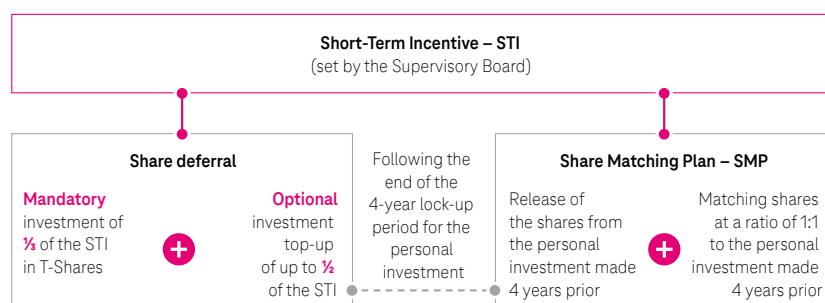 Short-Term Incentive – STI
(set by the Supervisory Board)
Share deferral
Mandatory
investment of
⅓ of the STI
in T-Shares
Optional
investment
top-up
of up to ½
of the STI
Following the
end of the
4-year lock-up
period for the
personal
investment
Share Matching Plan – SMP
Release of
the shares from
the personal
investment made
4 years prior
Matching shares
at a ratio of 1:1
to the personal
investment made
4 years prior